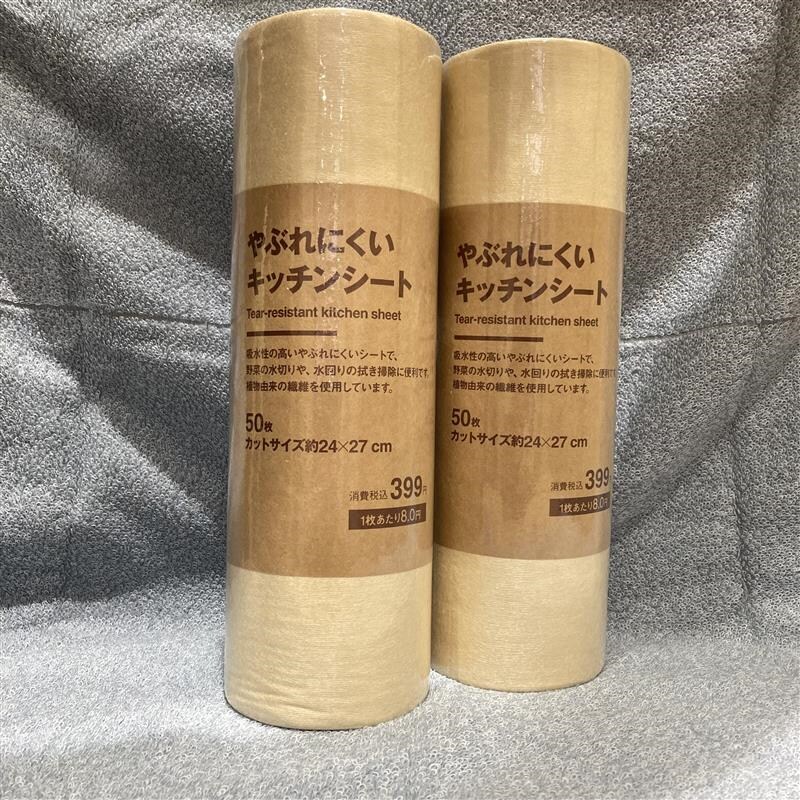 やぶれにくい
キッチンシート
Tear-resistant kitchen sheet
吸水性の高いやぶれにくいシートで、
野菜の水切りや、水回りの拭き掃除に便利です。
植物由来の繊維を使用しています。
50枚
カットサイズ約24×27 cm
消費税込 399円
1枚あたり8.0円
やぶれにくい
キッチンシート
Tear-resistant kitchen sheet
吸水性の高いやぶれにくいシートで、
野菜の水切りや、水回りの拭き掃除に便利です
植物由来の繊維を使用しています。
50枚
カットサイズ約24×27 cm
消費税込 399
1枚あたり8.0円